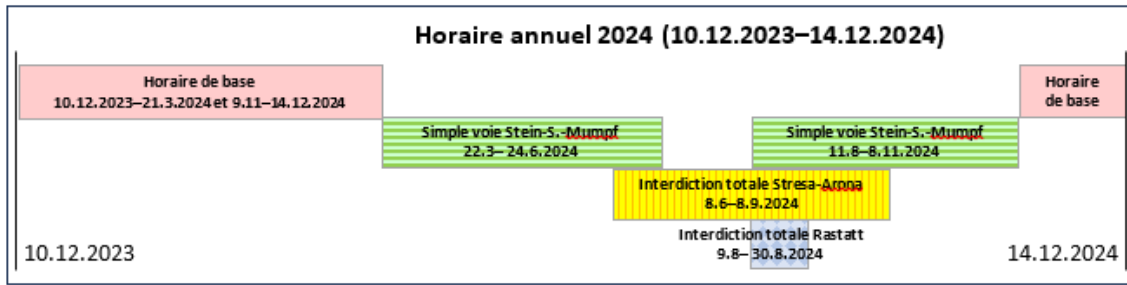 Horaire annuel 2024 (10.12.2023–14.12.2024)
Horaire de base
10.12.2023–21.3.2024 et 9.11–14.12.2024
Horaire
de base
Simple voie Stein-S.-Mumpf
22.3– 24.6.2024
Simple voie Stein-S.-Mumpf
11.8–8.11.2024
Interdiction totale Stresa-Arona
8.6–8.9.2024
Interdiction totale Rastatt
9.8– 30.8.2024
10.12.2023
14.12.2024